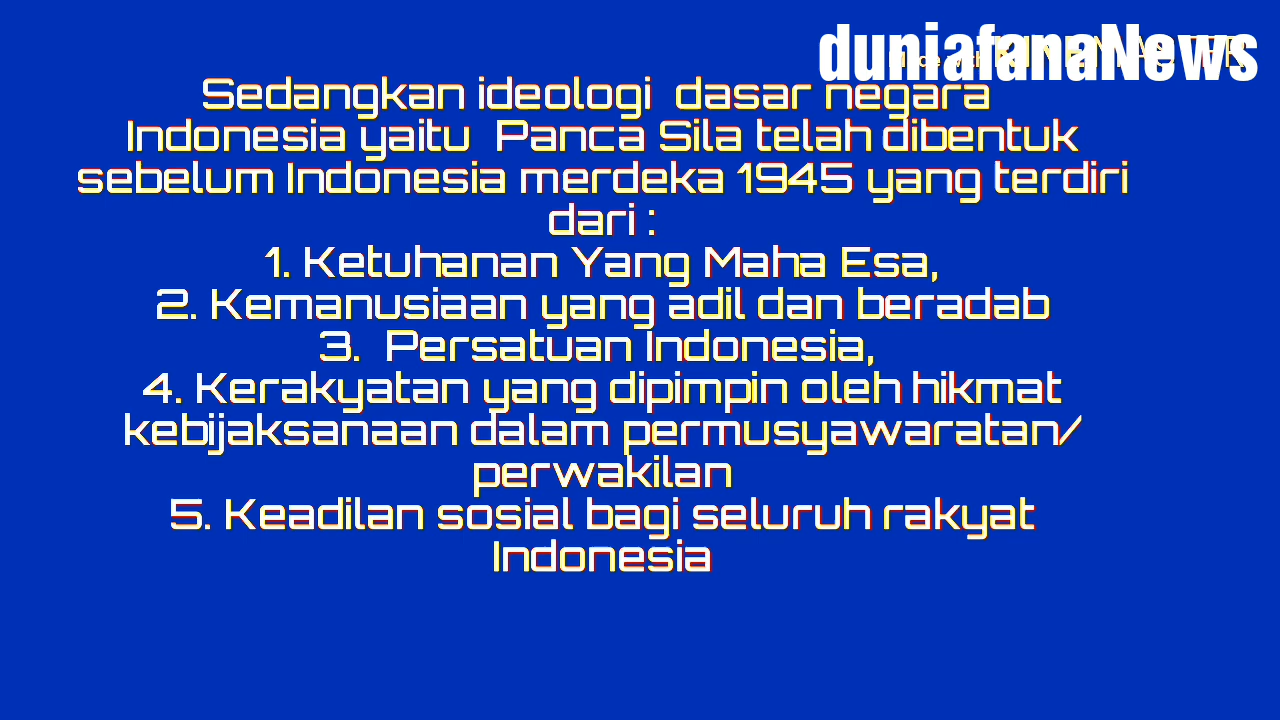 duniafanaNews
Sedangkan ideologi dasar negara
Indonesia yaitu Panca Sila telah dibentuk
sebelum Indonesia merdeka 1945 yang terdiri
dari :
1. Ketuhanan Yang Maha Esa,
2. Kemanusiaan yang adil dan beradab
3. Persatuan Indonesia,
4. Kerakyatan yang dipimpin oleh hikmat
kebijaksanaan dalam permusyawaratan/
perwakilan
5. Keadilan sosial bagi seluruh rakyat
Indonesia